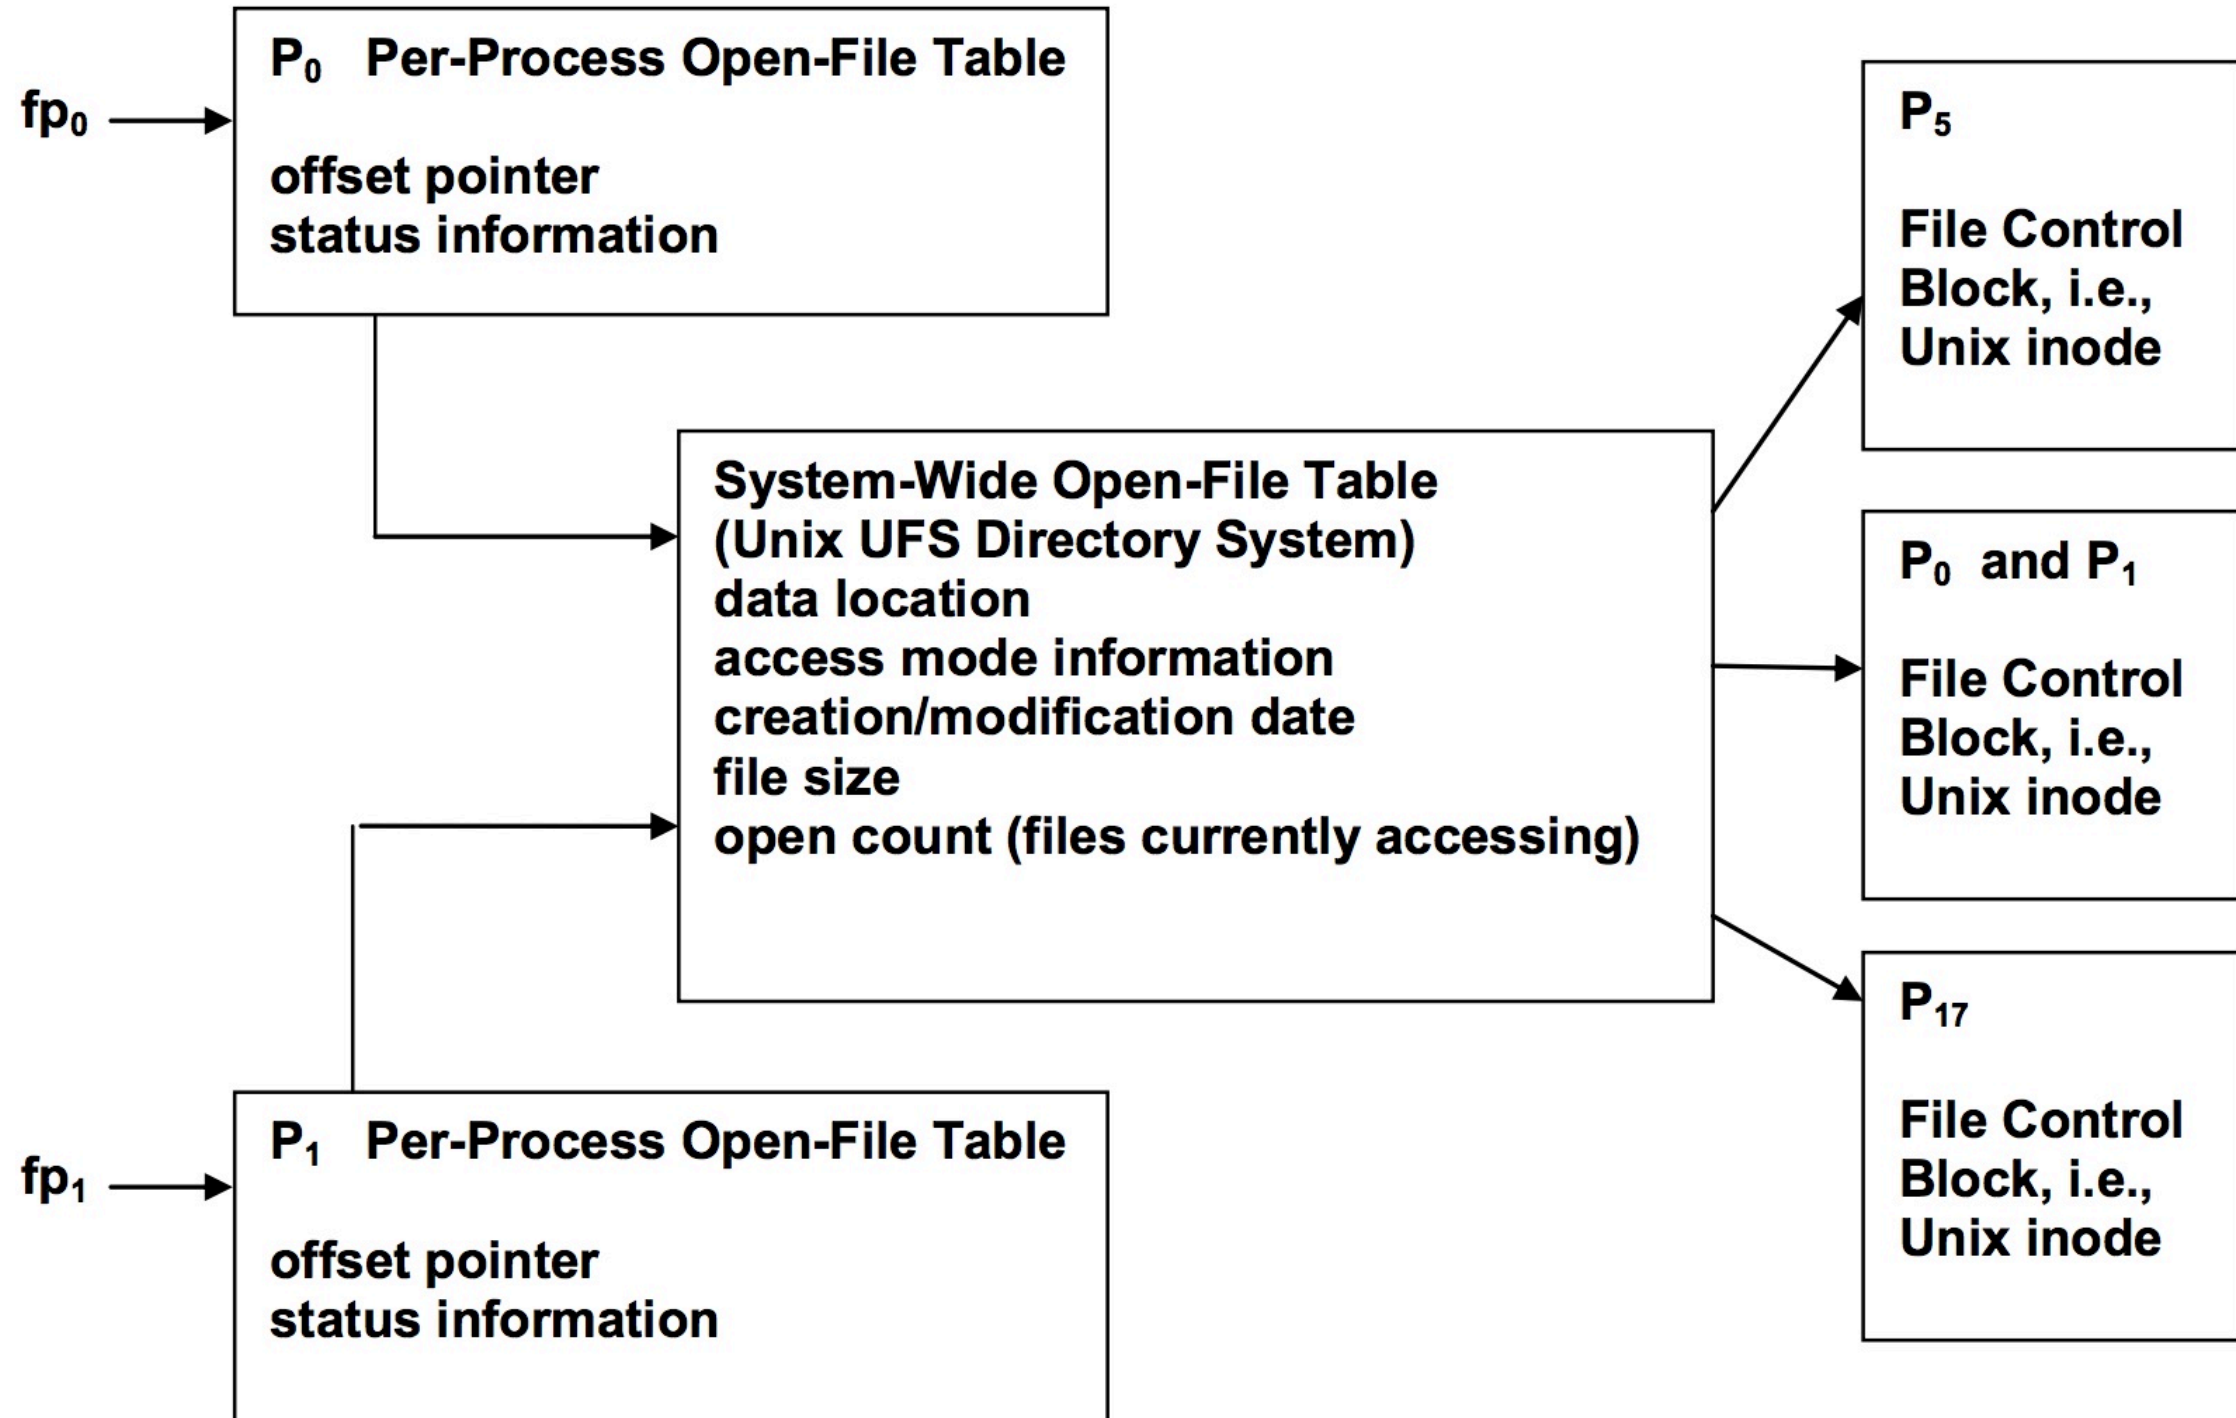 P₀ Per-Process Open-File Table
fp₀
offset pointer
status information
P₅
File Control
Block, i.e.,
Unix inode
System-Wide Open-File Table
(Unix UFS Directory System)
data location
access mode information
creation/modification date
file size
open count (files currently accessing)
P₀ and P₁
File Control
Block, i.e.,
Unix inode
P₁₇
File Control
Block, i.e.,
Unix inode
P₁ Per-Process Open-File Table
fp₁
offset pointer
status information